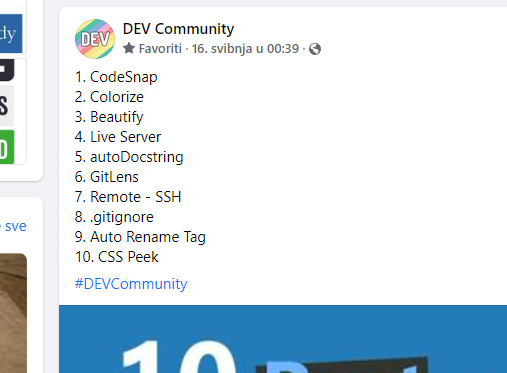 dy
DEV
DEV Community
Favoriti · 16. svibnja u 00:39 ·
1. CodeSnap
2. Colorize
3. Beautify
4. Live Server
5. autoDocstring
6. GitLens
7. Remote - SSH
8. .gitignore
9. Auto Rename Tag
10. CSS Peek
#DEVCommunity
sve
10